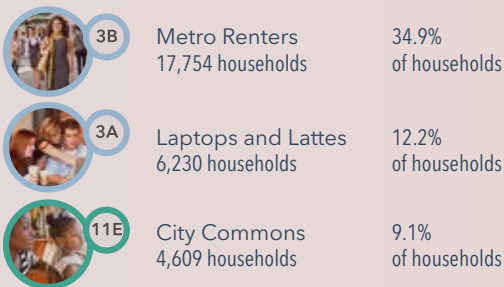 3B
Metro Renters
34.9%
17,754 households
of households
3A
Laptops and Lattes
12.2%
6,230 households
of households
11E
City Commons
9.1%
4,609 households
of households